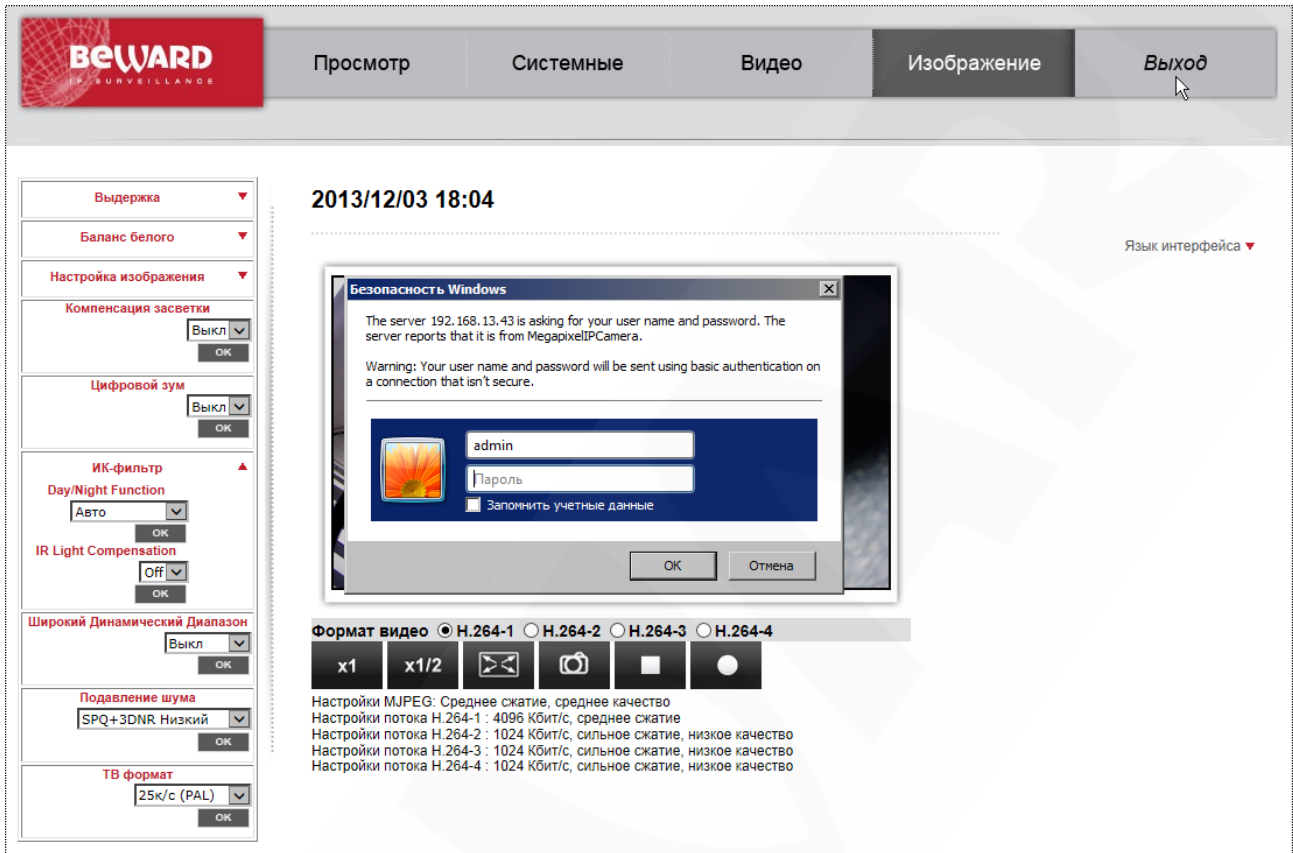 BEWARD
IP SURVEILLANCE
Просмотр
Системные
Видео
Изображение
Выход
Выдержка
Баланс белого
Настройка изображения
Компенсация засветки
Выкл
ОК
Цифровой зум
Выкл
ОК
ИК-фильтр
Day/Night Function
Авто
ОК
IR Light Compensation
Off
ОК
Широкий Динамический Диапазон
Выкл
ОК
Подавление шума
SPQ+3DNR Низкий
ОК
ТВ формат
25к/с (PAL)
ОК
2013/12/03 18:04
Язык интерфейса
Безопасность Windows
The server 192.168.13.43 is asking for your user name and password. The
server reports that it is from MegapixelIPCamera.
Warning: Your user name and password will be sent using basic authentication on
a connection that isn't secure.
admin
Пароль
Запомнить учетные данные
ОК
Отмена
Формат видео H.264-1 H.264-2 H.264-3 H.264-4
x1 x1/2
Настройки MJPEG: Среднее сжатие, среднее качество
Настройки потока H.264-1 : 4096 Кбит/с, среднее сжатие
Настройки потока H.264-2 : 1024 Кбит/с, сильное сжатие, низкое качество
Настройки потока H.264-3 : 1024 Кбит/с, сильное сжатие, низкое качество
Настройки потока H.264-4 : 1024 Кбит/с, сильное сжатие, низкое качество